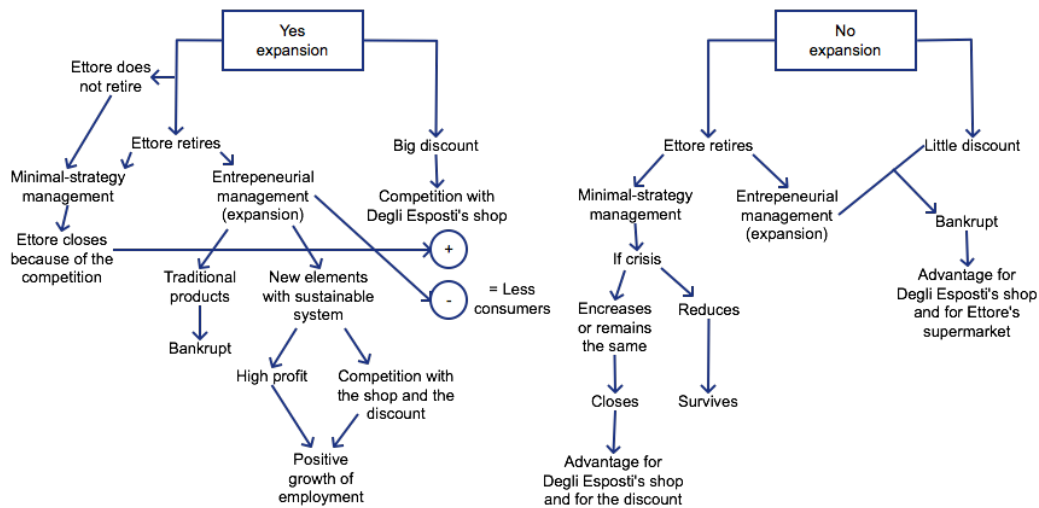 Yes
expansion
Ettore does
not retire
Ettore retires
Big discount
Minimal-strategy
management
Entrepeneurial
management
(expansion)
Competition with
Degli Esposti's shop
Ettore closes
because of the
competition
+
Traditional
products
New elements
with sustainable
system
-
= Less
consumers
Bankrupt
High profit
Competition with
the shop and the
discount
Positive
growth of
employment
No
expansion
Ettore retires
Little discount
Minimal-strategy
management
Entrepeneurial
management
(expansion)
Bankrupt
If crisis
Advantage for
Degli Esposti's shop
and for Ettore's
supermarket
Encreases
or remains
the same
Reduces
Closes
Survives
Advantage for
Degli Esposti's shop
and for the discount